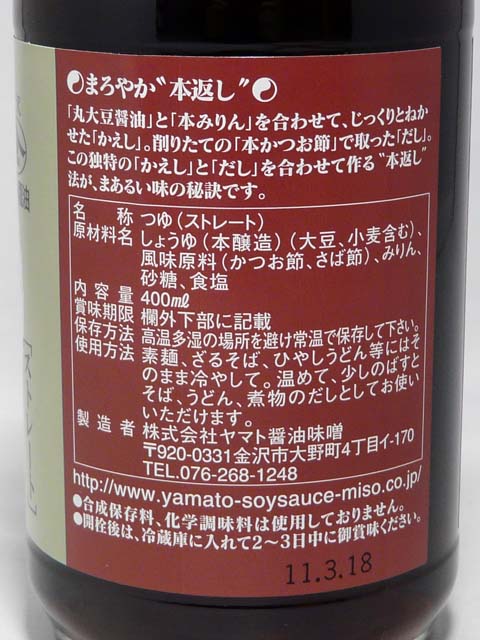 まろやか"本返し"
「丸大豆醤油」と「本みりん」を合わせて、じっくりとねか
せた「かえし」。削りたての「本かつお節」で取った「だし」。
この独特の「かえし」と「だし」を合わせて作る"本返し"
法が、まあるい味の秘訣です。
名称 つゆ(ストレート)
原材料名 しょうゆ(本醸造)(大豆、小麦含む)、
風味原料(かつお節、さば節)、みりん、
砂糖、食塩
内容量 400mℓ
賞味期限 欄外下部に記載
保存方法 高温多湿の場所を避け常温で保存して下さい。
使用方法 素麺、ざるそば、ひやしうどん等にはそ
のまま冷やして。温めて、少しのばすと
そば、うどん、煮物のだしとしてお使い
いただけます。
製造者 株式会社ヤマト醤油味噌
〒920-0331金沢市大野町4丁目イ-170
TEL.076-268-1248
http://www.yamato-soysauce-miso.co.jp/
●合成保存料、化学調味料は使用しておりません。
●開栓後は、冷蔵庫に入れて2〜3日中に御賞味ください。
11.3.18
油
[ストレート]